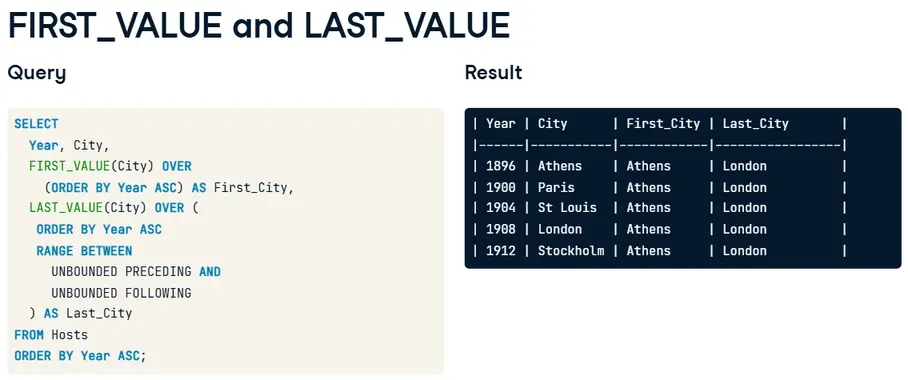 FIRST_VALUE and LAST_VALUE
Query
SELECT
Year, City,
FIRST_VALUE(City) OVER
(ORDER BY Year ASC) AS First_City,
LAST_VALUE(City) OVER (
ORDER BY Year ASC
RANGE BETWEEN
UNBOUNDED PRECEDING AND
UNBOUNDED FOLLOWING
) AS Last_City
FROM Hosts
ORDER BY Year ASC;
Result
| Year | City | First_City | Last_City |
|------|-----------|------------|-----------------|
| 1896 | Athens | Athens | London |
| 1900 | Paris | Athens | London |
| 1904 | St Louis | Athens | London |
| 1908 | London | Athens | London |
| 1912 | Stockholm | Athens | London |